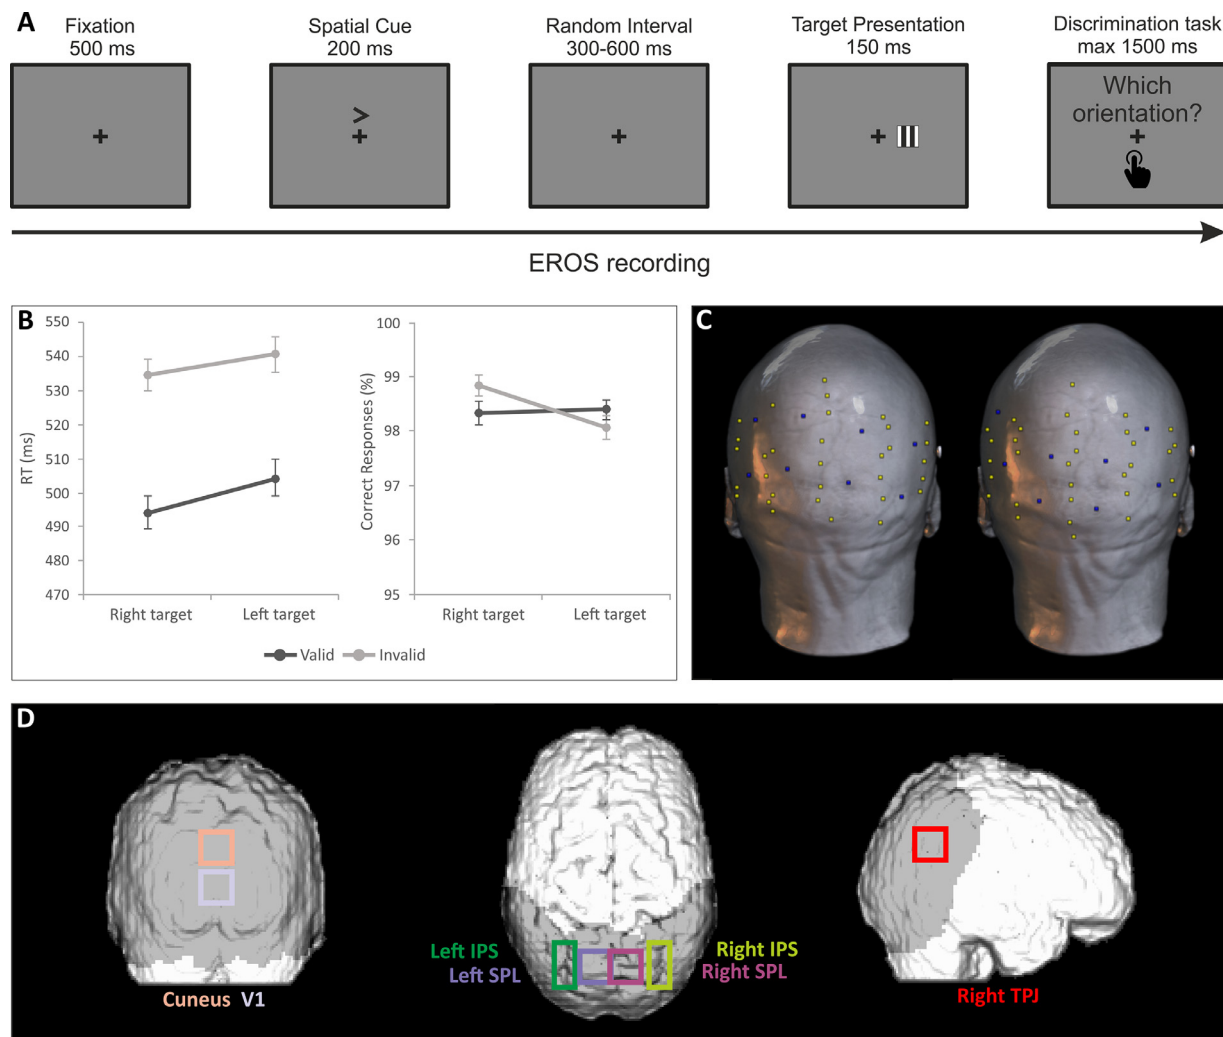 A
Fixation
500 ms
Spatial Cue
200 ms
Random Interval
300-600 ms
Target Presentation
150 ms
Discrimination task
max 1500 ms
Which
orientation?
EROS recording
B
550
540
530
520
510
500
490
480
470
RT (ms)
Right target
Left target
100
99
98
97
96
95
Correct Responses (%)
Right target
Left target
Valid
Invalid
C
D
Cuneus V1
Left IPS
Left SPL
Right IPS
Right SPL
Right TPJ